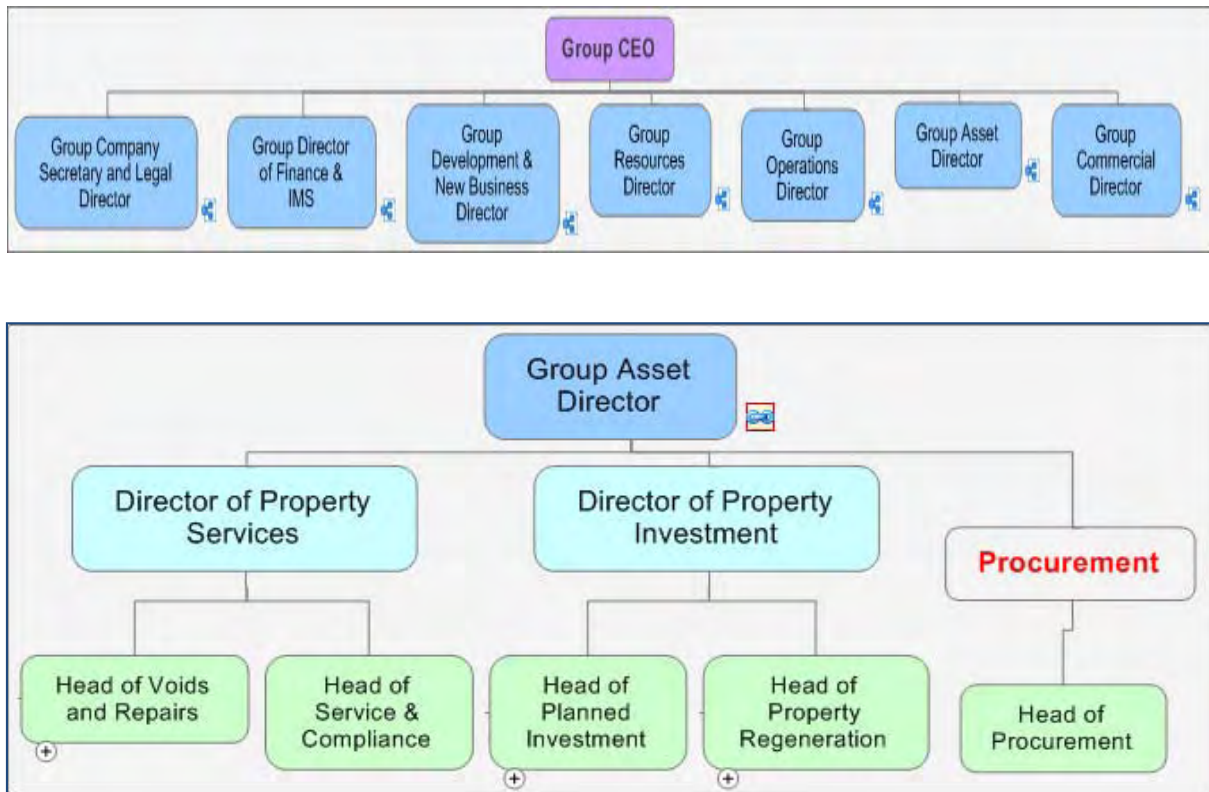 Group CEO
Group Company
Secretary and Legal
Director
Group Director
of Finance &
IMS
Group
Development &
New Business
Director
Group
Resources
Director
Group
Operations
Director
Group Asset
Director
Group
Commercial
Director
Group Asset
Director
Director of Property
Services
Director of Property
Investment
Procurement
Head of Voids
and Repairs
Head of
Service &
Compliance
Head of
Planned
Investment
Head of
Property
Regeneration
Head of
Procurement